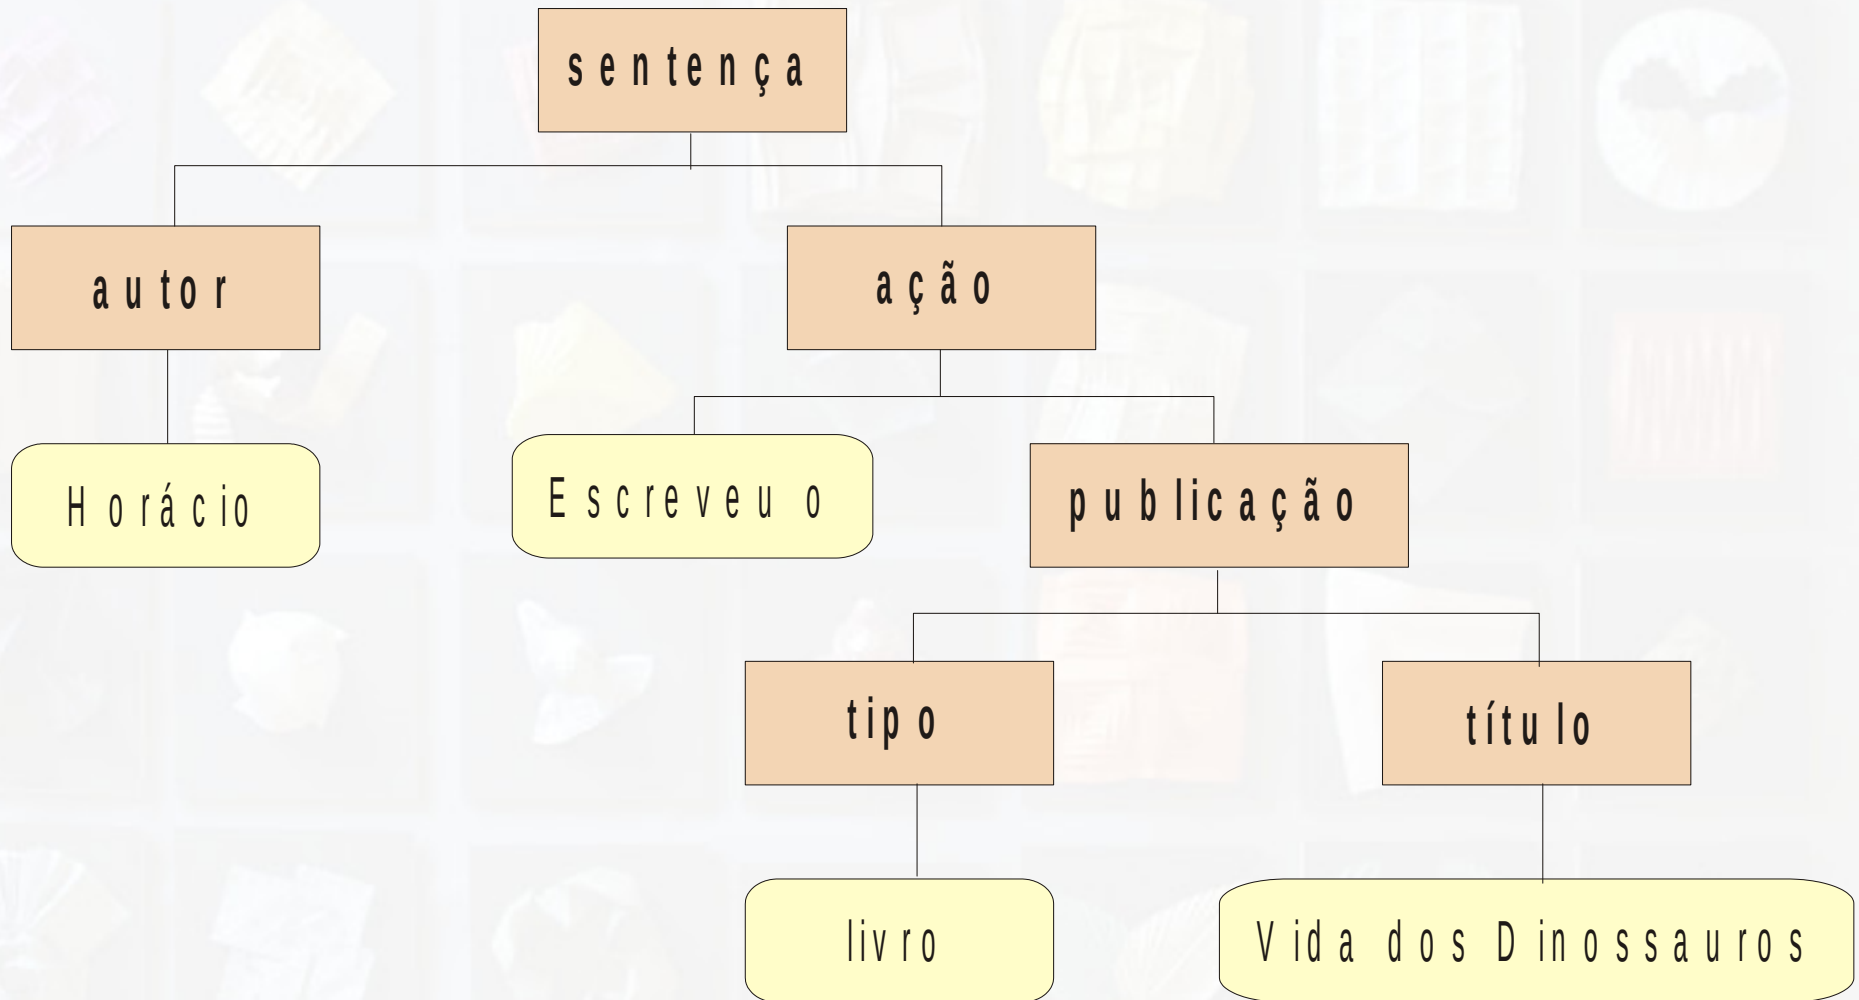 sentença
autor
ação
Horácio
Escreveu o
publicação
tipo
título
livro
Vida dos Dinossauros